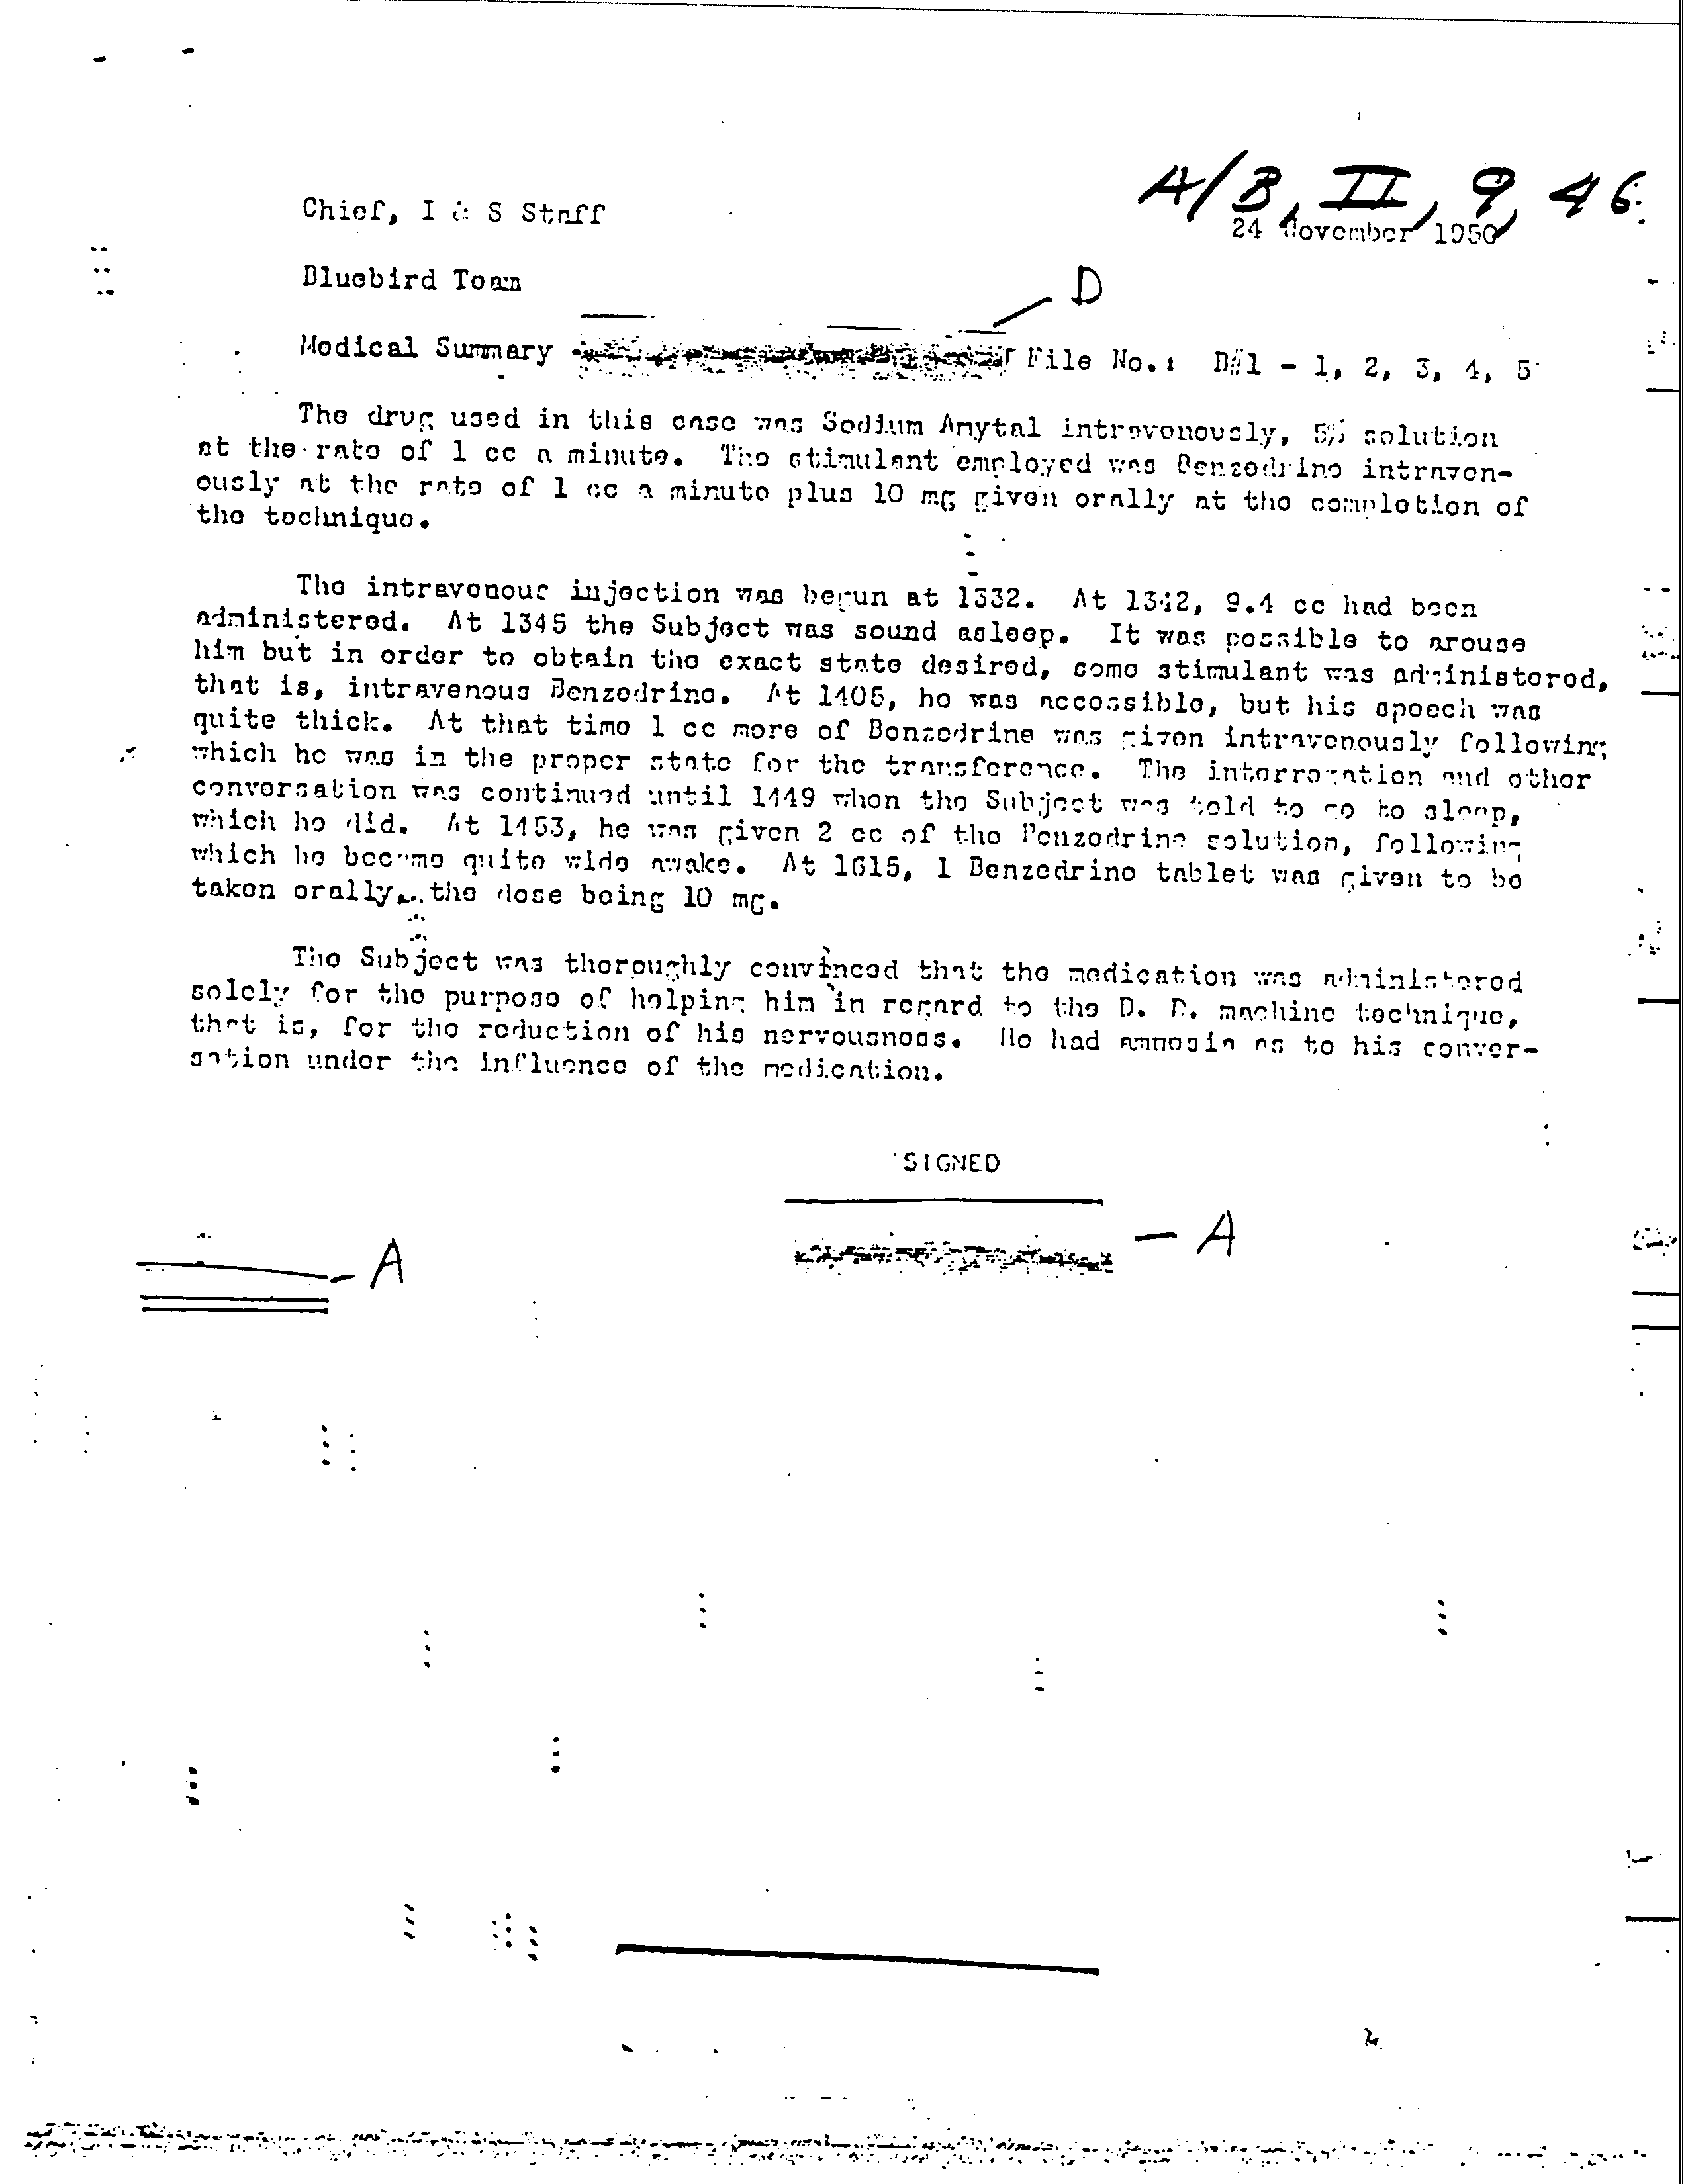 A/B, II, 9, 46.
Chief, I & S Staff
24 November 1950
Bluebird Team
D
Medical Summary File No.: B#1 - 1, 2, 3, 4, 5
The drug used in this case was Sodium Amytal intravenously, 5% solution
at the rate of 1 cc a minute. The stimulant employed was Benzedrine intraven-
ously at the rate of 1 cc a minute plus 10 mg given orally at the completion of
the technique.
The intravenous injection was begun at 1332. At 1342, 9.4 cc had been
administered. At 1345 the Subject was sound asleep. It was possible to arouse
him but in order to obtain the exact state desired, some stimulant was administered,
that is, intravenous Benzedrine. At 1405, he was accessible, but his speech was
quite thick. At that time 1 cc more of Benzedrine was given intravenously following
which he was in the proper state for the transference. The interrogation and other
conversation was continued until 1449 when the Subject was told to go to sleep,
which he did. At 1453, he was given 2 cc of the Benzedrine solution, following
which he became quite wide awake. At 1615, 1 Benzedrine tablet was given to be
taken orally, the dose being 10 mg.
The Subject was thoroughly convinced that the medication was administered
solely for the purpose of helping him in regard to the D. D. machine technique,
that is, for the reduction of his nervousness. He had amnesia as to his conver-
sation under the influence of the medication.
SIGNED
A
A